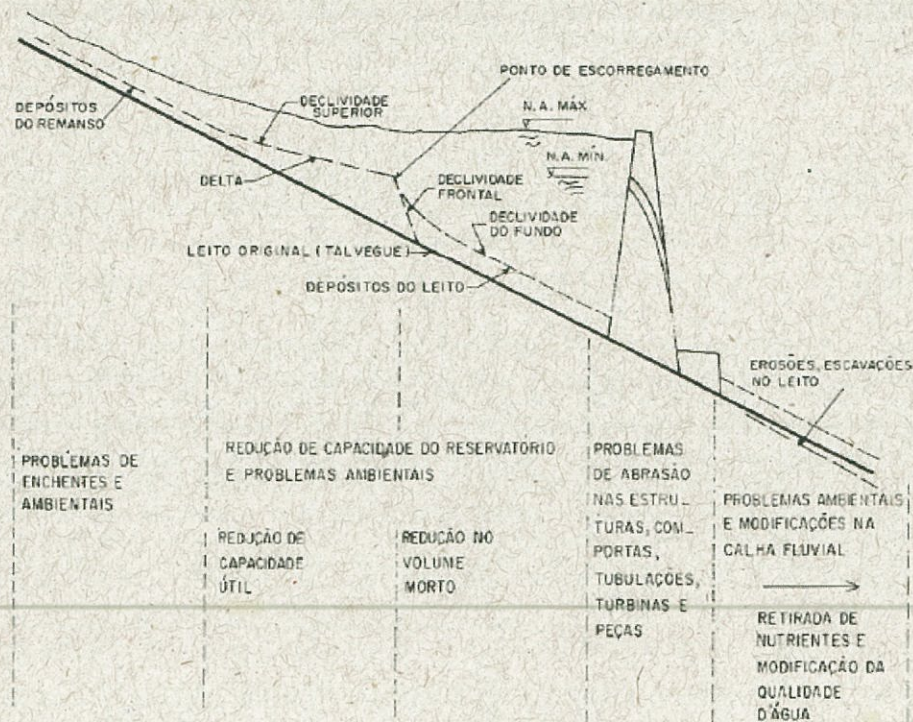 PONTO DE ESCORREGAMENTO
DEPÓSITOS
DO REMANSO
DECLIVIDADE
SUPERIOR
N.A. MÁX.
N.A. MÍN.
DELTA
DECLIVIDADE
FRONTAL
DECLIVIDADE
DO FUNDO
LEITO ORIGINAL (TALVEGUE)
DEPÓSITOS DO LEITO
EROSÕES, ESCAVAÇÕES
NO LEITO
PROBLEMAS DE
ENCHENTES E
AMBIENTAIS
REDUÇÃO DE CAPACIDADE DO RESERVATÓRIO
E PROBLEMAS AMBIENTAIS
REDUÇÃO DE
CAPACIDADE
ÚTIL
REDUÇÃO NO
VOLUME
MORTO
PROBLEMAS
DE ABRASÃO
NAS ESTRU_
TURAS, COM_
PORTAS,
TUBULAÇÕES,
TURBINAS E
PEÇAS
PROBLEMAS AMBIENTAIS
E MODIFICAÇÕES NA
CALHA FLUVIAL
RETIRADA DE
NUTRIENTES E
MODIFICAÇÃO DA
QUALIDADE
D'ÁGUA